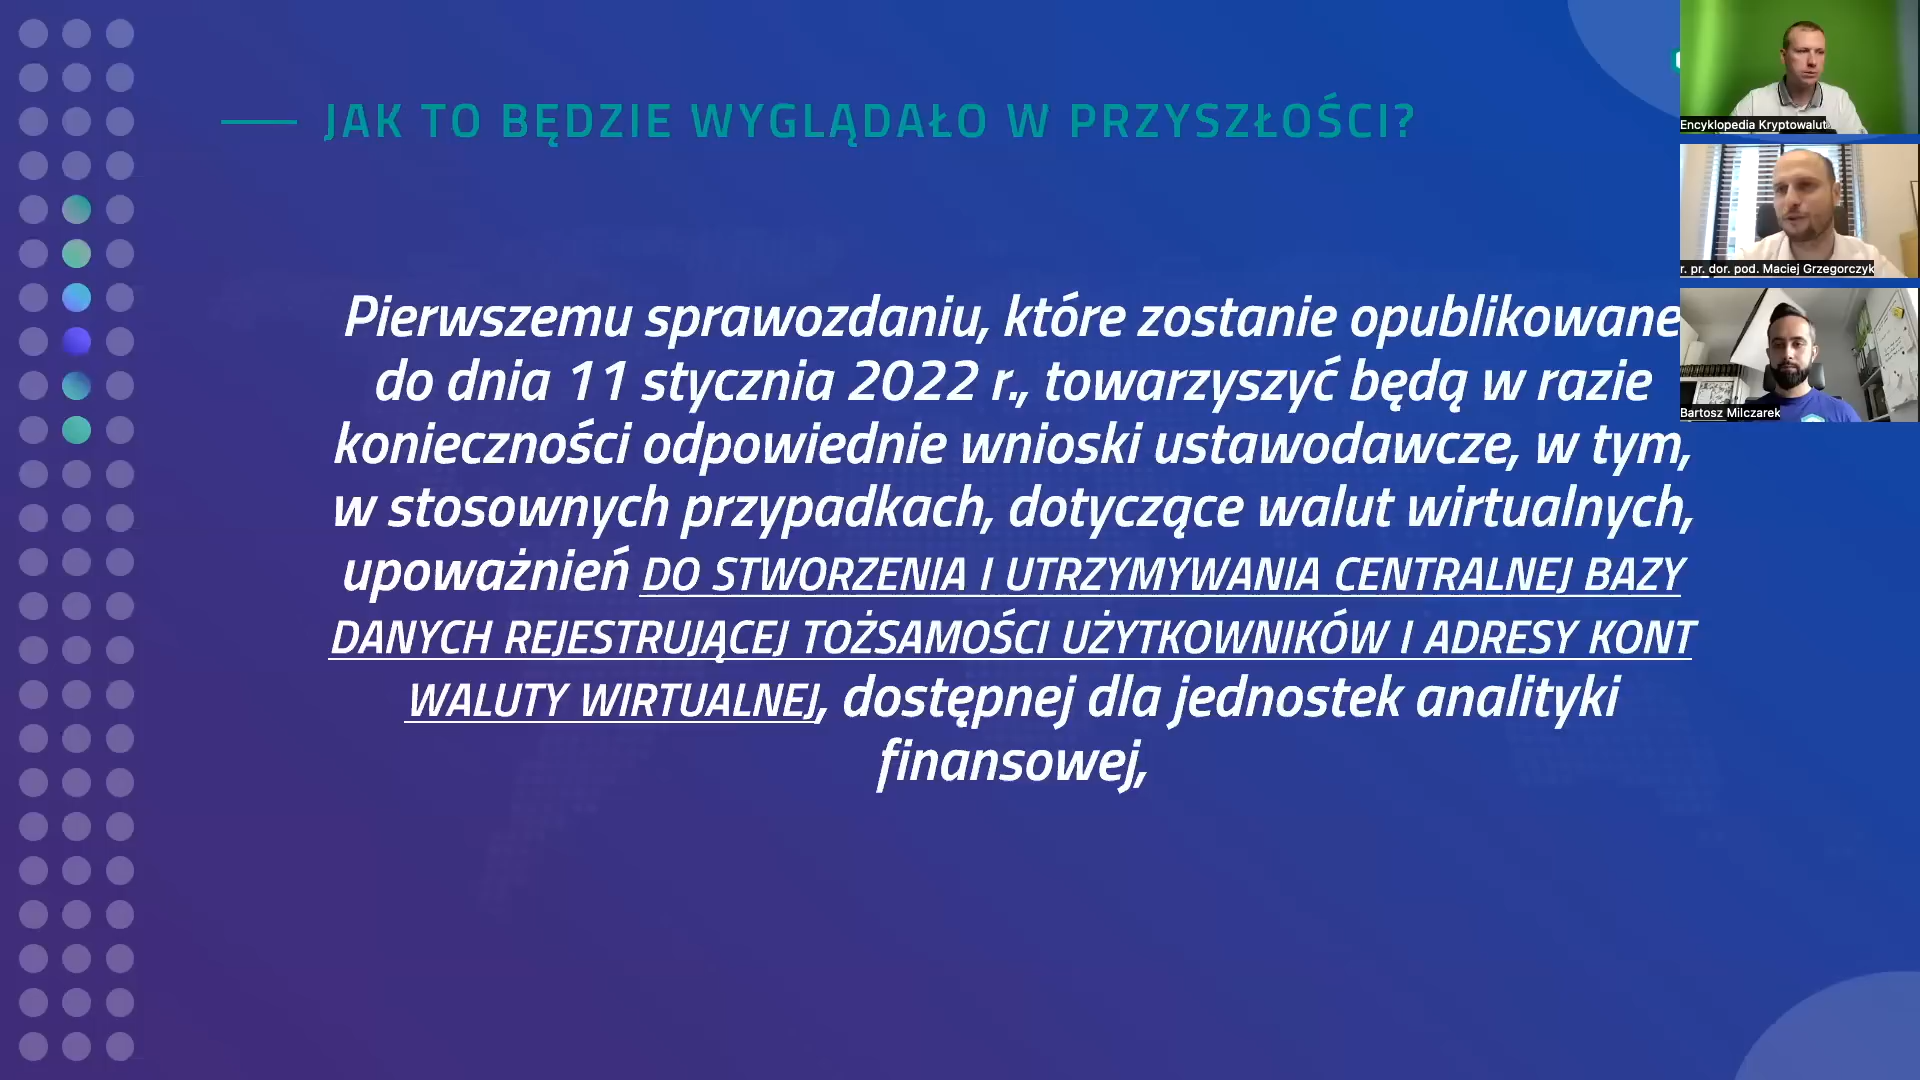 JAK TO BĘDZIE WYGLĄDAŁO W PRZYSZŁOŚCI?
Pierwszemu sprawozdaniu, które zostanie opublikowane
do dnia 11 stycznia 2022 r., towarzyszyć będą w razie
konieczności odpowiednie wnioski ustawodawcze, w tym,
w stosownych przypadkach, dotyczące walut wirtualnych,
upoważnień DO STWORZENIA I UTRZYMYWANIA CENTRALNEJ BAZY
DANYCH REJESTRUJĄCEJ TOŻSAMOŚCI UŻYTKOWNIKÓW I ADRESY KONT
WALUTY WIRTUALNEJ, dostępnej dla jednostek analityki
finansowej,
Encyklopedia Kryptowalut
r. pr. dor. pod. Maciej Grzegorczyk
Bartosz Milczarek